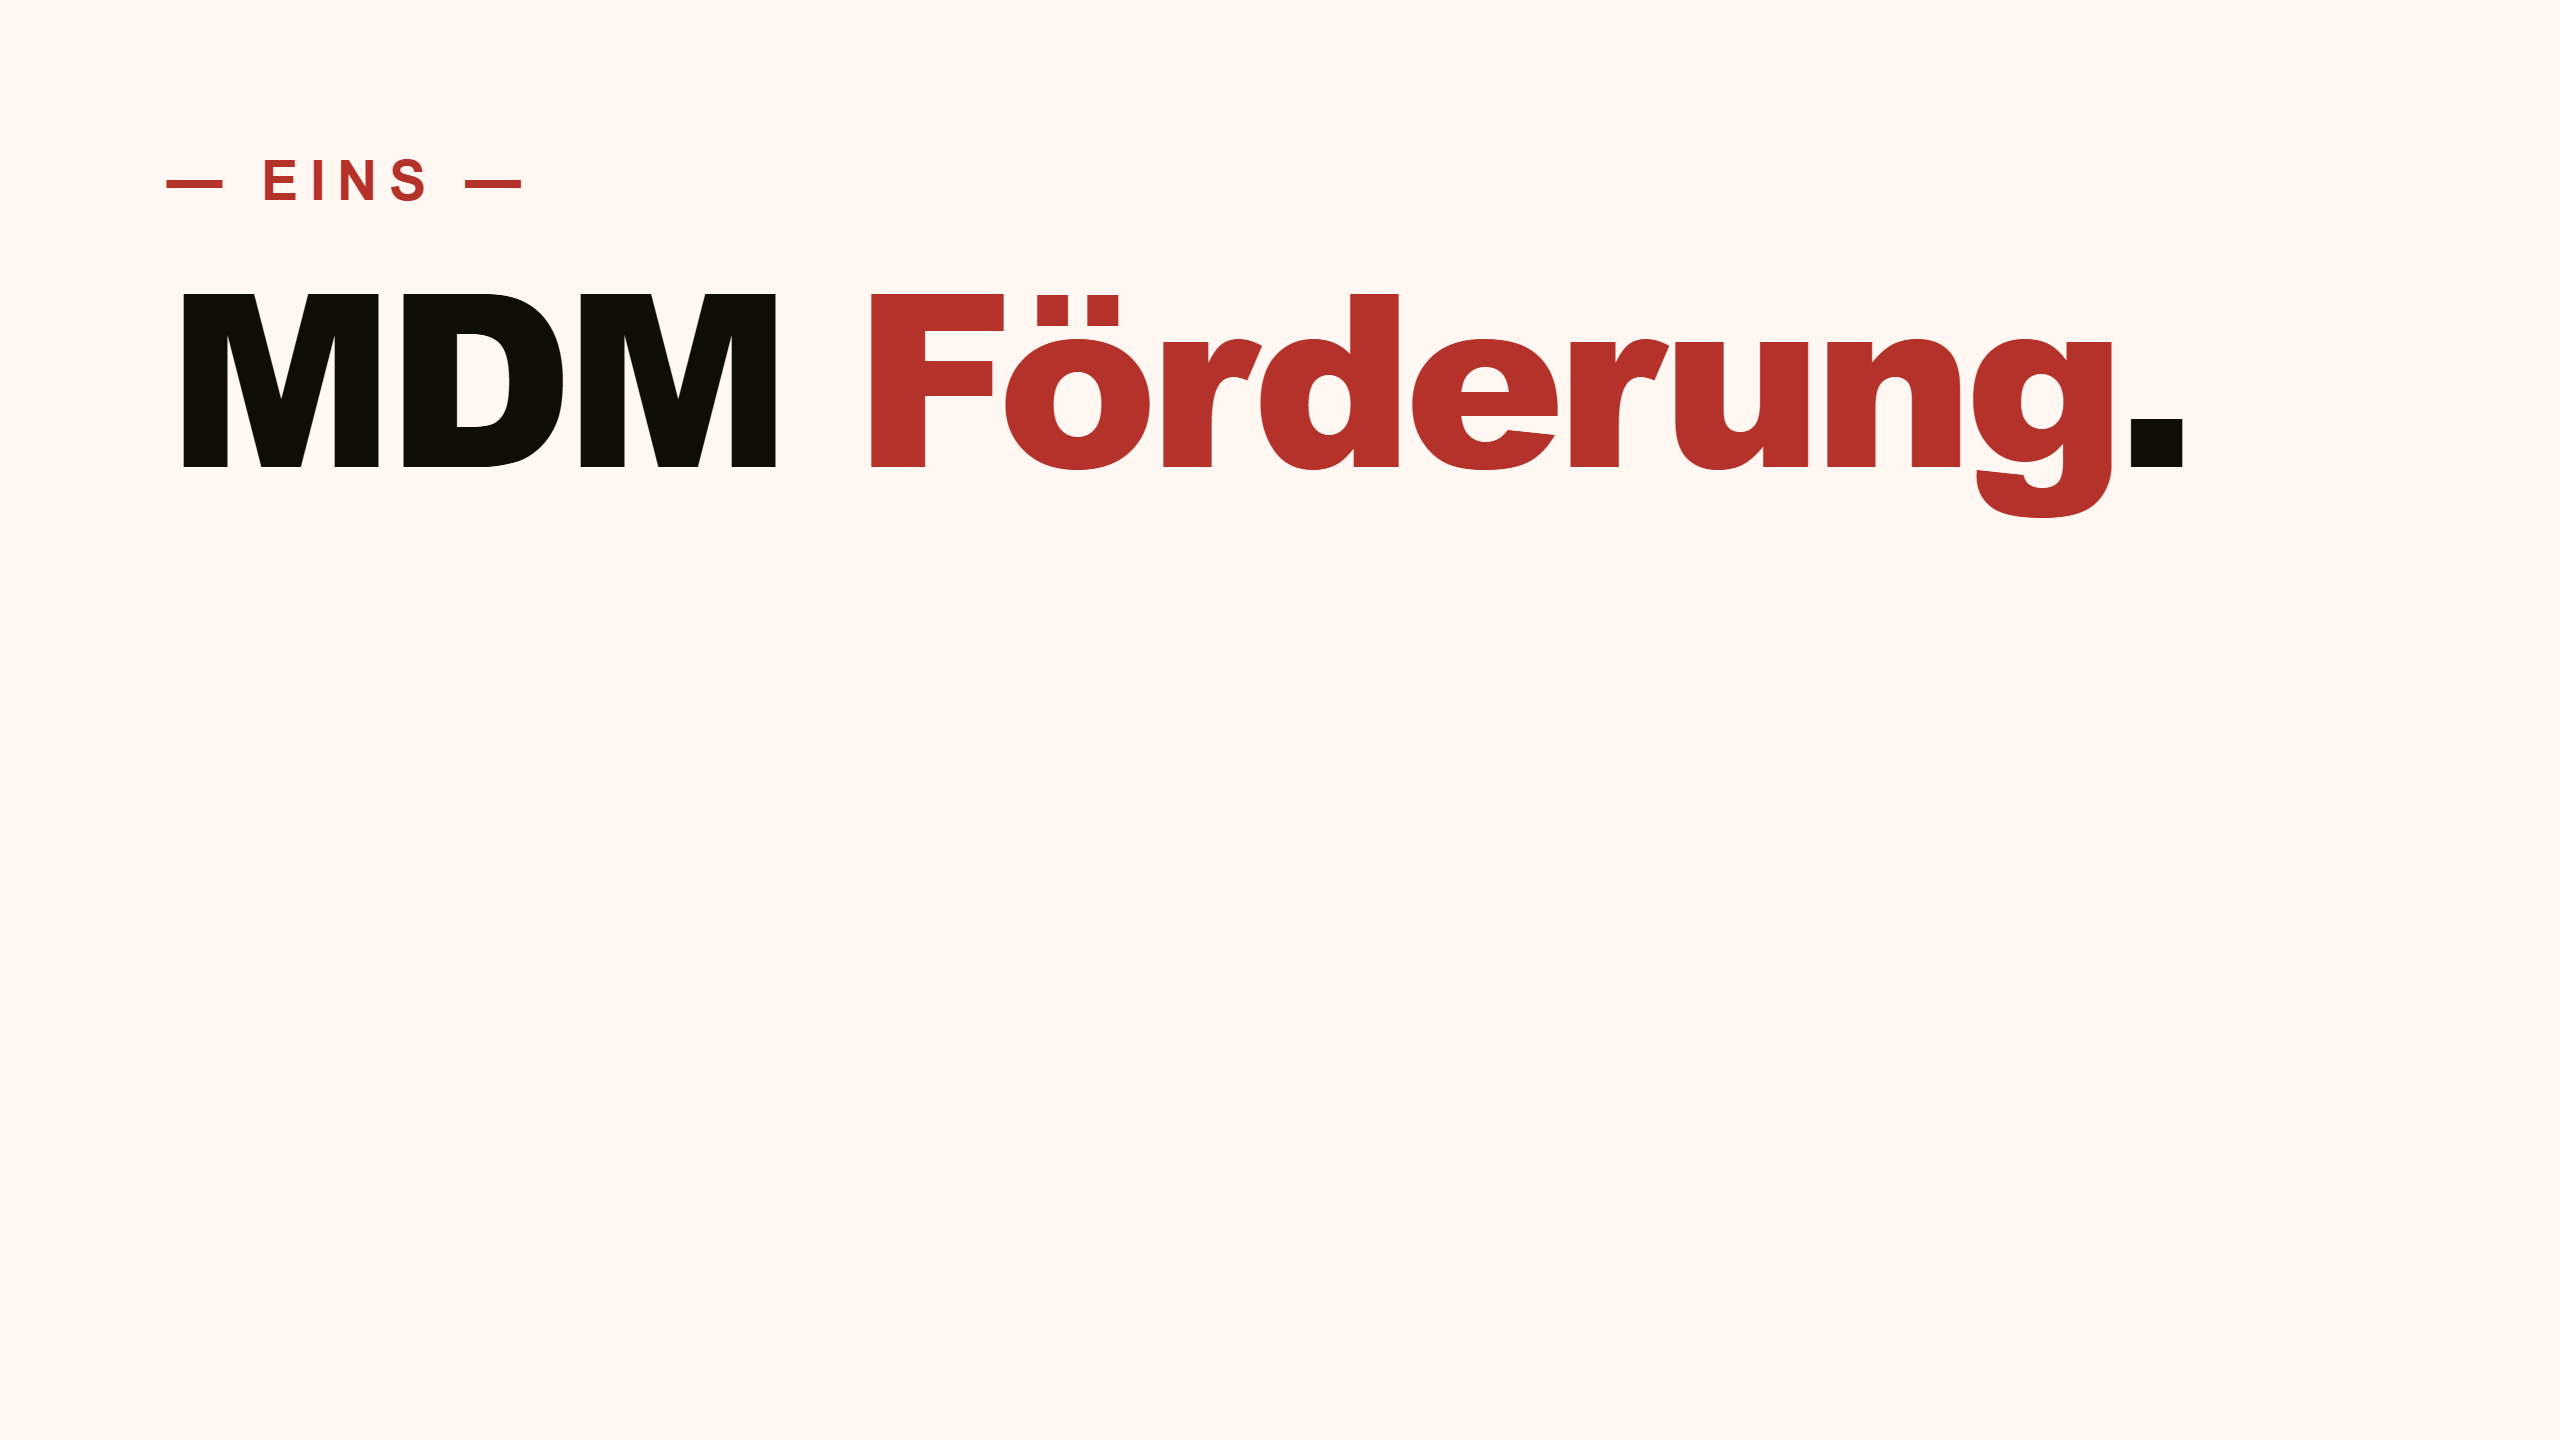 — EINS —
MDM Förderung.